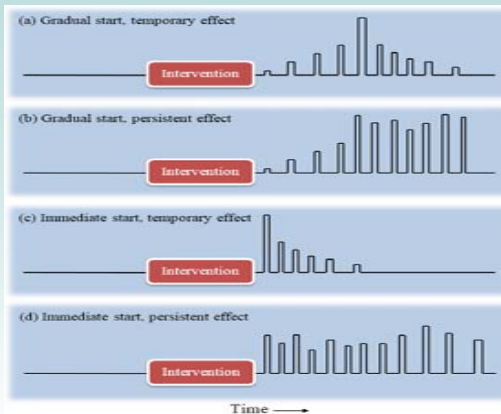 (a) Gradual start, temporary effect
Intervention
(b) Gradual start, persistent effect
Intervention
(c) Immediate start, temporary effect
Intervention
(d) Immediate start, persistent effect
Intervention
Time